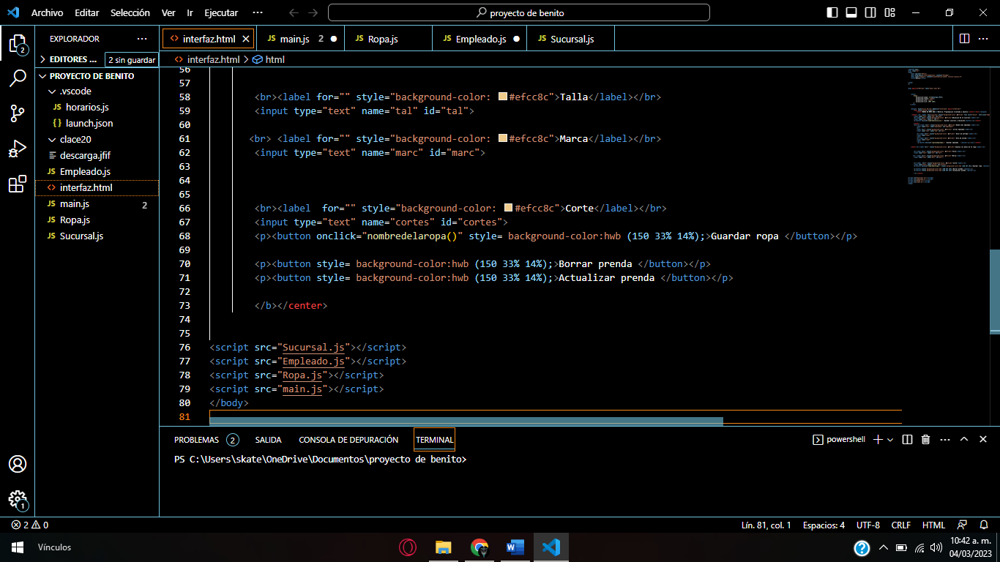 Archivo Editar Selección Ver Ir Ejecutar ··· proyecto de benito
EXPLORADOR ···
EDITORES ... 2 sin guardar
PROYECTO DE BENITO
.vscode
JS horarios.js
{} launch.json
clace20
descarga.jfif
JS Empleado.js
<> interfaz.html
JS main.js 2
JS Ropa.js
JS Sucursal.js
<> interfaz.html JS main.js 2 JS Ropa.js JS Empleado.js JS Sucursal.js
<> interfaz.html > html
56
57
58 <br><label for="" style="background-color: #efcc8c">Talla</label></br>
59 <input type="text" name="tal" id="tal">
60
61 <br> <label for="" style="background-color: #efcc8c">Marca</label></br>
62 <input type="text" name="marc" id="marc">
63
64
65
66 <br><label  for="" style="background-color: #efcc8c">Corte</label></br>
67 <input type="text" name="cortes" id="cortes">
68 <p><button onclick="nombredelaropa()" style= background-color:hwb (150 33% 14%);>Guardar ropa </button></p>
69
70 <p><button style= background-color:hwb (150 33% 14%);>Borrar prenda </button></p>
71 <p><button style= background-color:hwb (150 33% 14%);>Actualizar prenda </button></p>
72
73 </b></center>
74
75
76 <script src="Sucursal.js"></script>
77 <script src="Empleado.js"></script>
78 <script src="Ropa.js"></script>
79 <script src="main.js"></script>
80 </body>
81
PROBLEMAS 2 SALIDA CONSOLA DE DEPURACIÓN TERMINAL powershell
PS C:\Users\skate\OneDrive\Documentos\proyecto de benito>
2
1
2 0 Lín. 81, col. 1 Espacios: 4 UTF-8 CRLF HTML
Vínculos
10:42 a. m.
04/03/2023